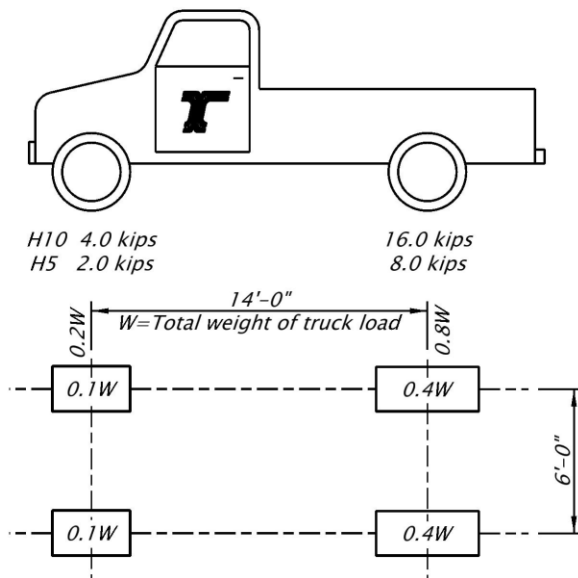 H10 4.0 kips
16.0 kips
H5 2.0 kips
8.0 kips
14'-0"
W=Total weight of truck load
0.2W
0.8W
0.1W
0.4W
6'-0"
0.1W
0.4W